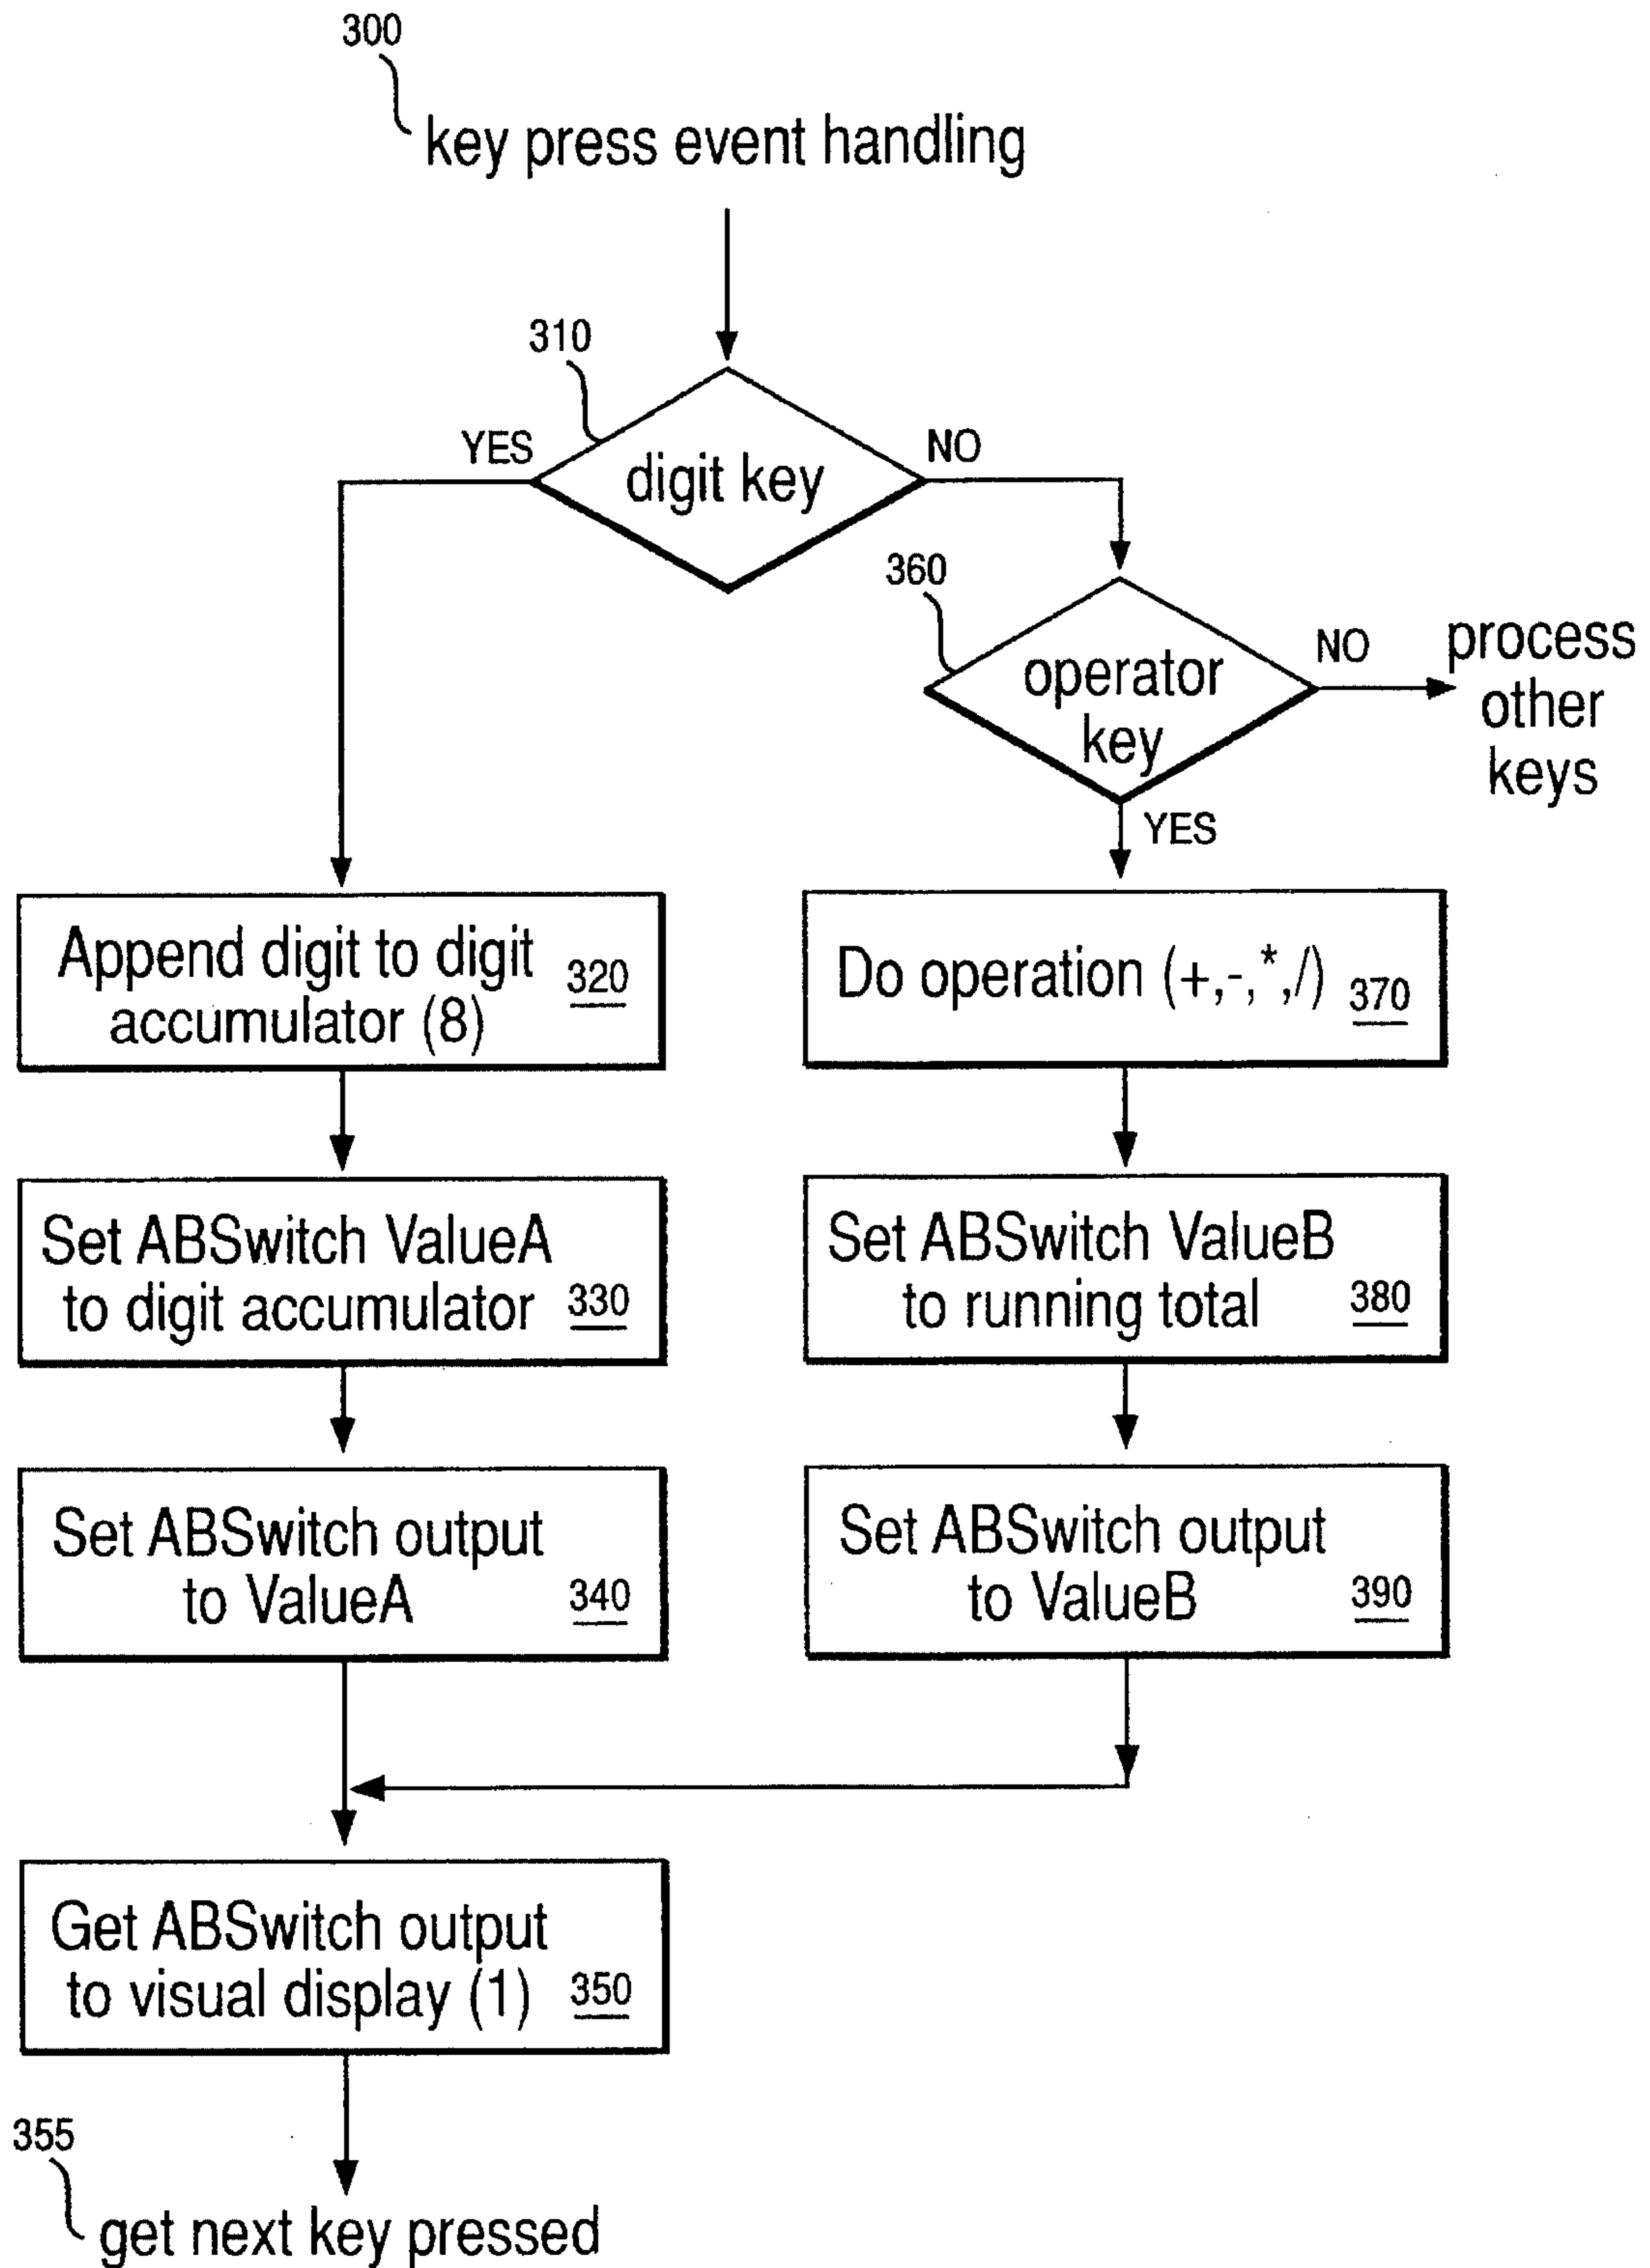 300
key press event handling
310
YES
digit key
NO
360
operator
key
NO
process
other
keys
YES
Append digit to digit
accumulator (8)
320
Do operation (+,-,*,/)
370
Set ABSwitch ValueA
to digit accumulator
330
Set ABSwitch ValueB
to running total
380
Set ABSwitch output
to ValueA
340
Set ABSwitch output
to ValueB
390
Get ABSwitch output
to visual display (1)
350
355
get next key pressed